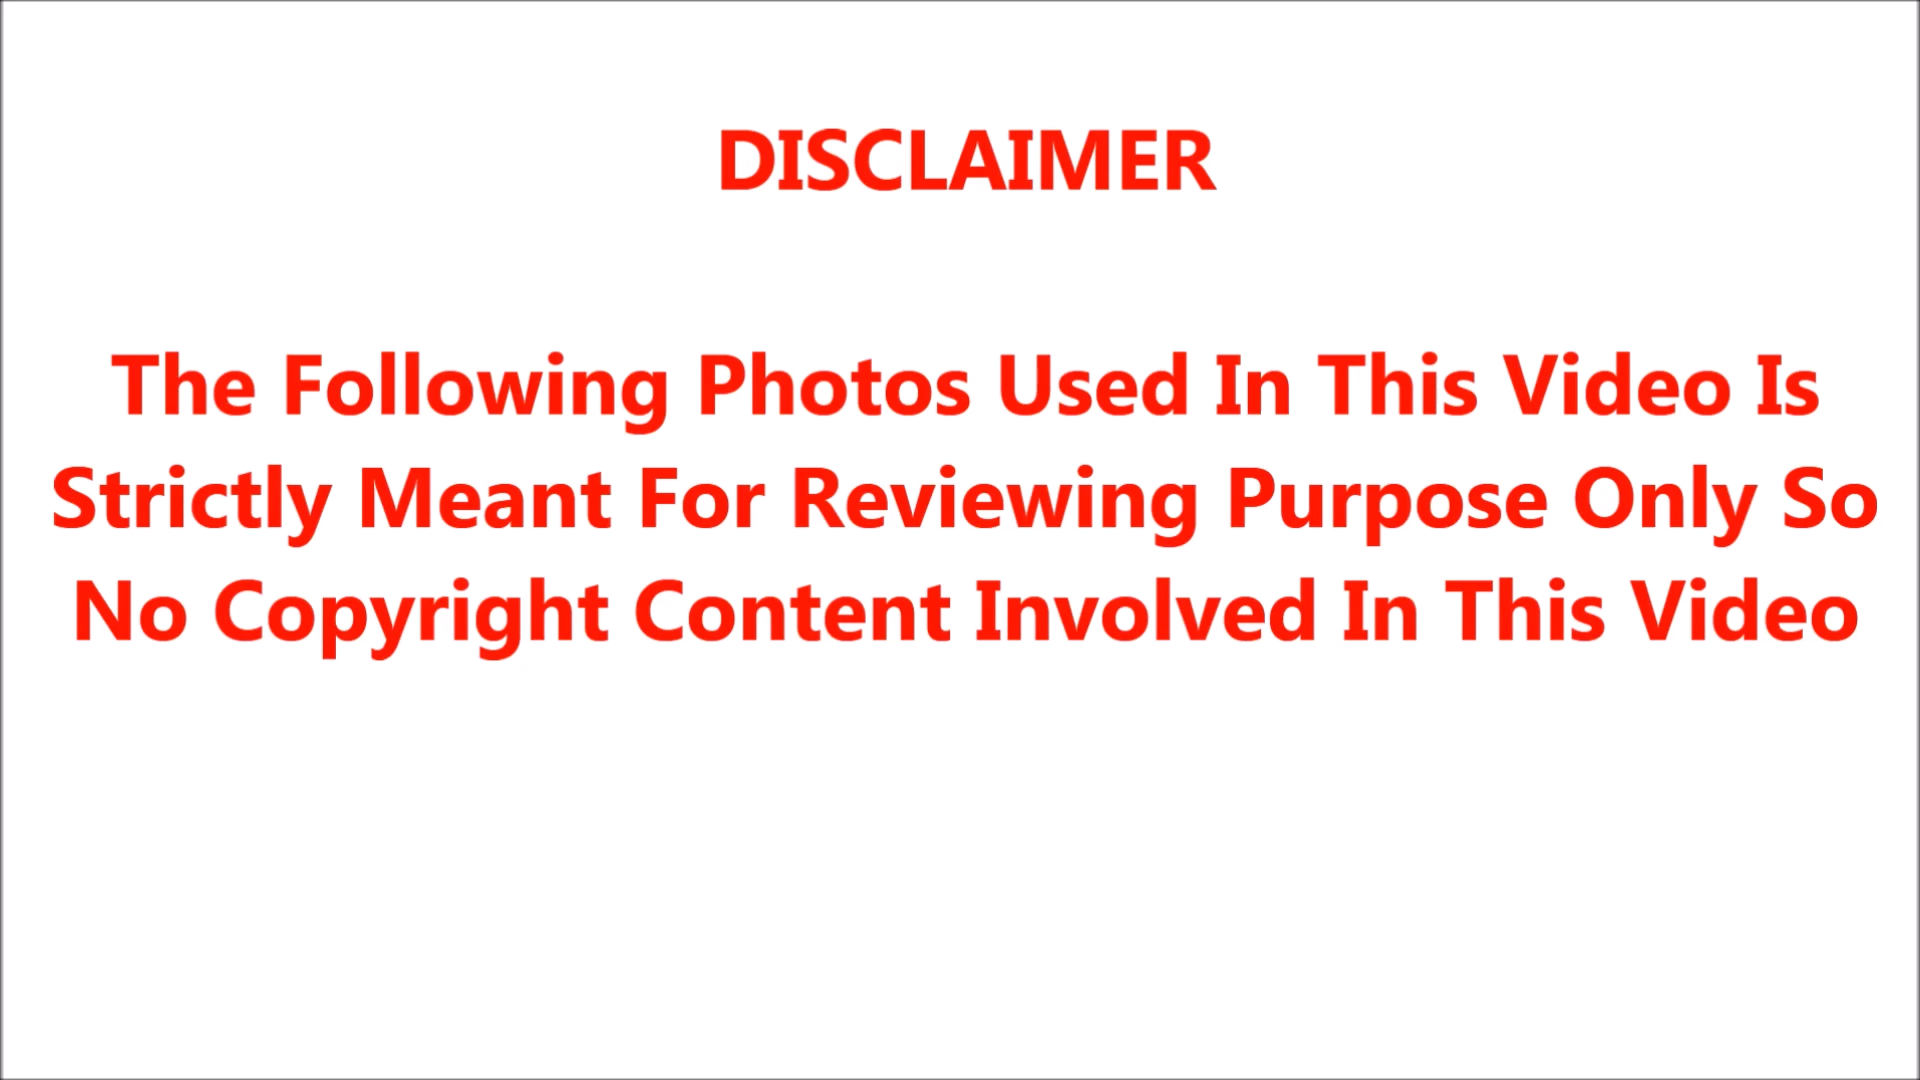 DISCLAIMER
The Following Photos Used In This Video Is
Strictly Meant For Reviewing Purpose Only So
No Copyright Content Involved In This Video